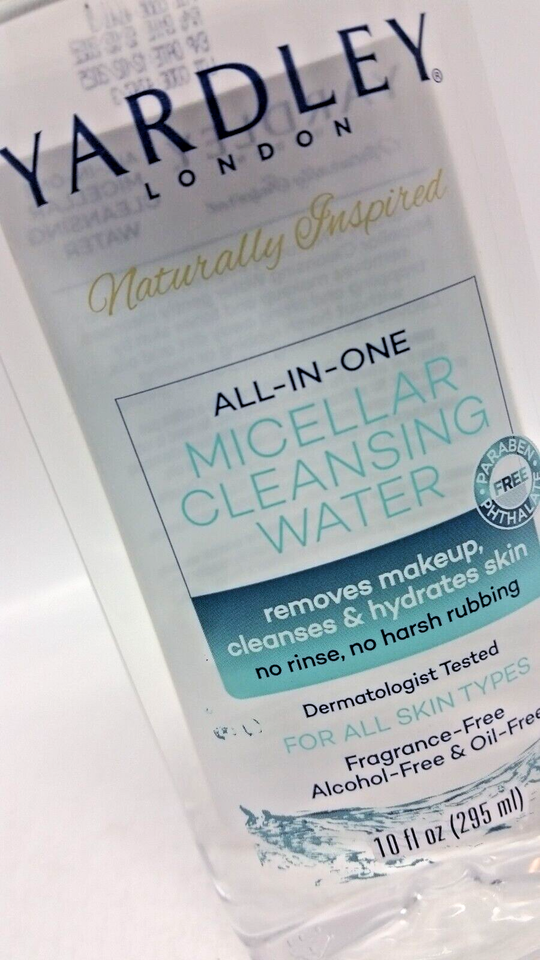 YARDLEY®
LONDON
Naturally Inspired
ALL-IN-ONE
MICELLAR
CLEANSING
WATER
PARABEN
FREE
PHTHALATE
removes makeup,
cleanses & hydrates skin
no rinse, no harsh rubbing
Dermatologist Tested
FOR ALL SKIN TYPES
Fragrance-Free
Alcohol-Free & Oil-Free
10 fl oz (295 ml)